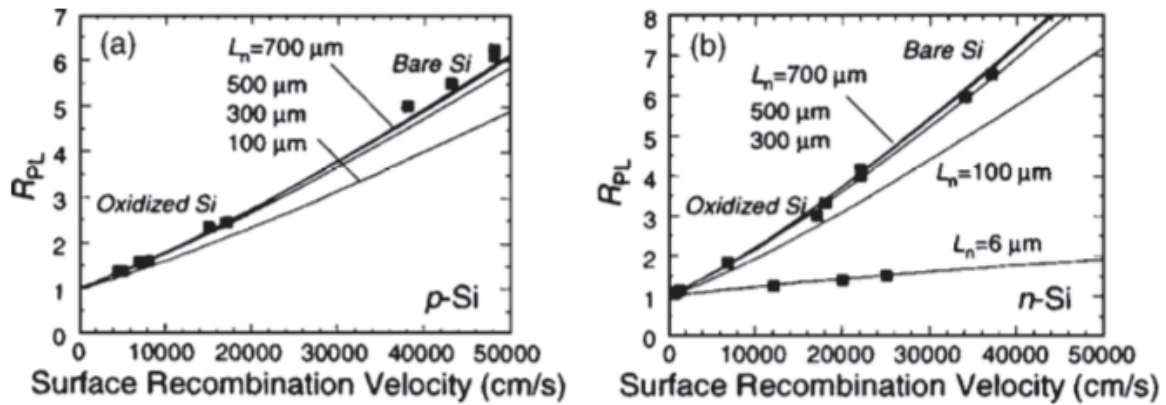 (a)
7
6
5
4
3
2
1
0
R_PL
L_n=700 μm
500 μm
300 μm
100 μm
Bare Si
Oxidized Si
p-Si
0 10000 20000 30000 40000 50000
Surface Recombination Velocity (cm/s)
(b)
8
7
6
5
4
3
2
1
0
R_PL
Bare Si
L_n=700 μm
500 μm
300 μm
Oxidized Si
L_n=100 μm
L_n=6 μm
n-Si
0 10000 20000 30000 40000 50000
Surface Recombination Velocity (cm/s)